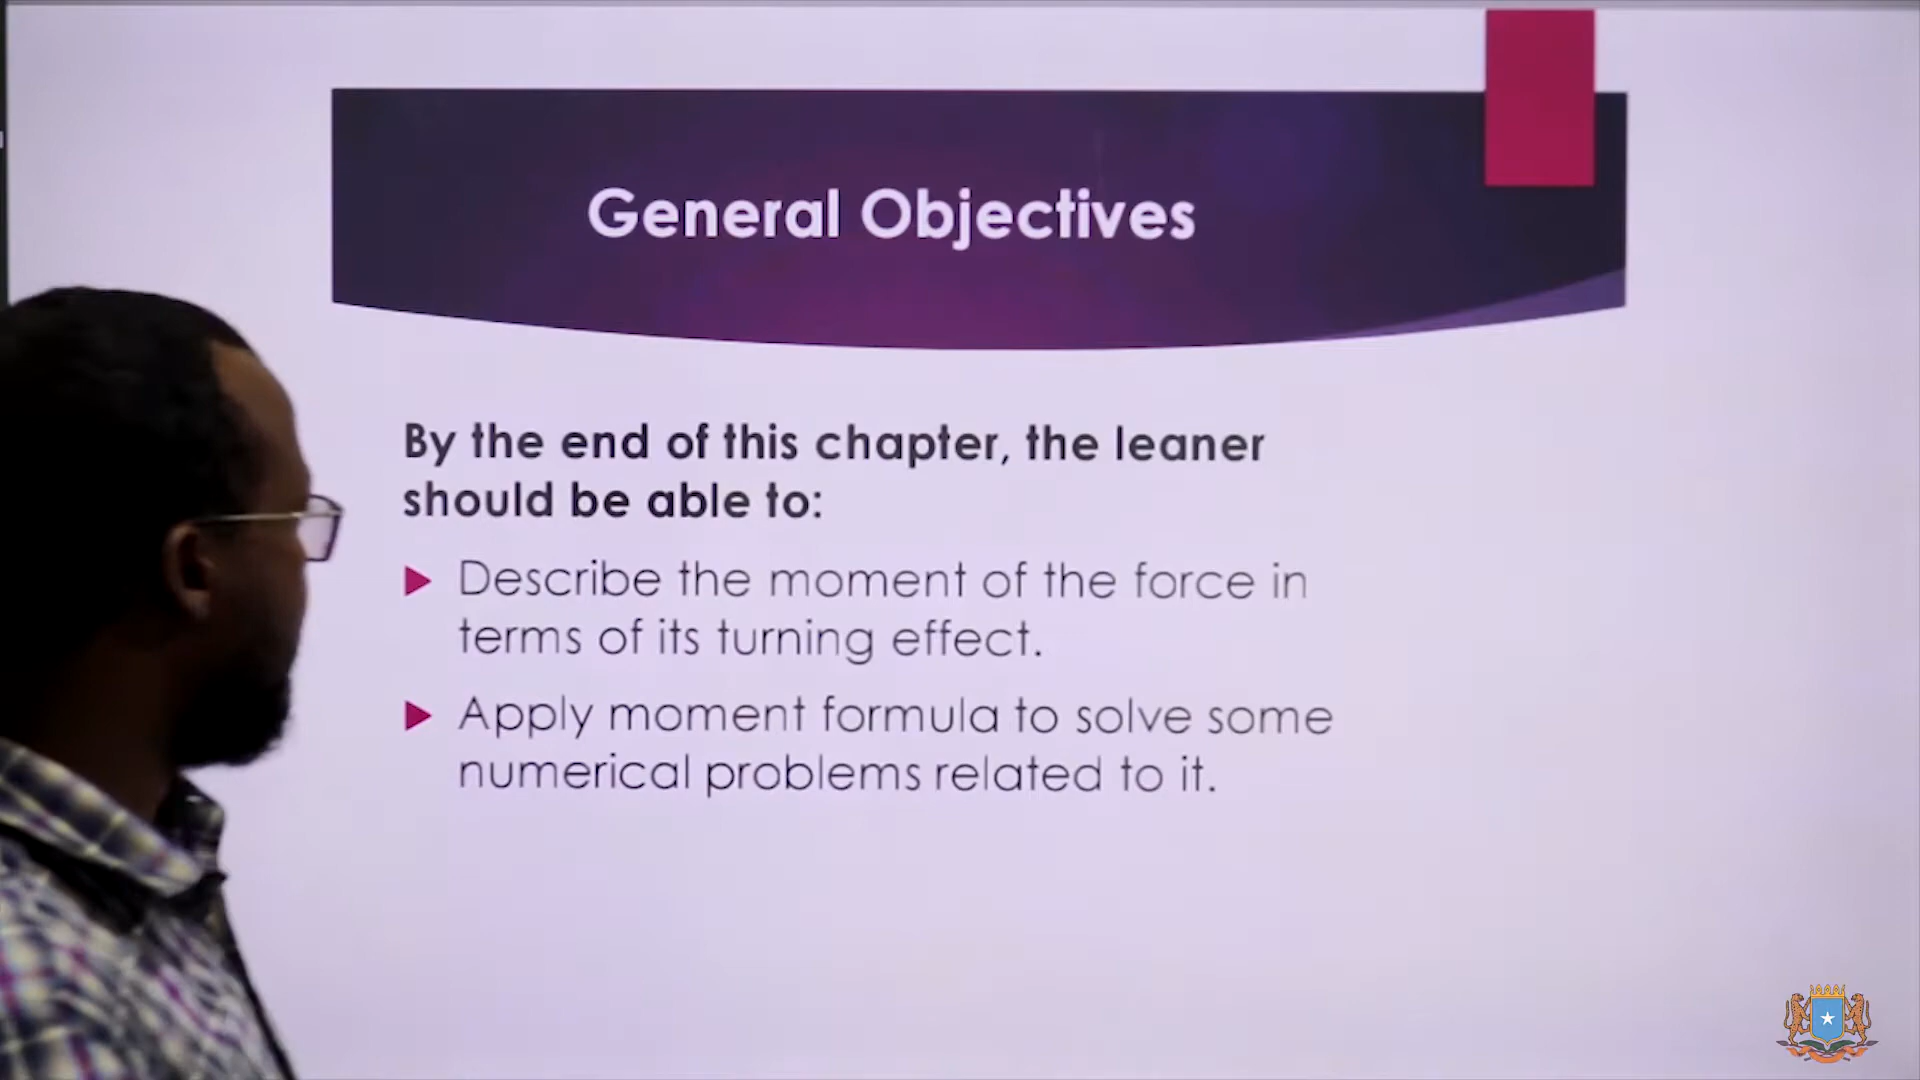 General Objectives
By the end of this chapter, the leaner
should be able to:
Describe the moment of the force in
terms of its turning effect.
Apply moment formula to solve some
numerical problems related to it.